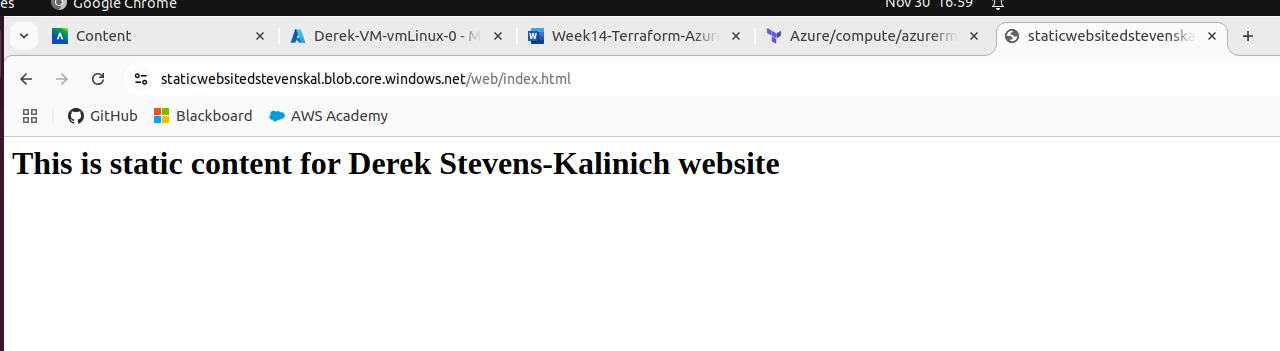 es Google Chrome Nov 30 16:59
Content Derek-VM-vmLinux-0 - M Week14-Terraform-Azur Azure/compute/azurerm staticwebsitedstevenska
staticwebsitedstevenskal.blob.core.windows.net/web/index.html
GitHub Blackboard AWS Academy
This is static content for Derek Stevens-Kalinich website